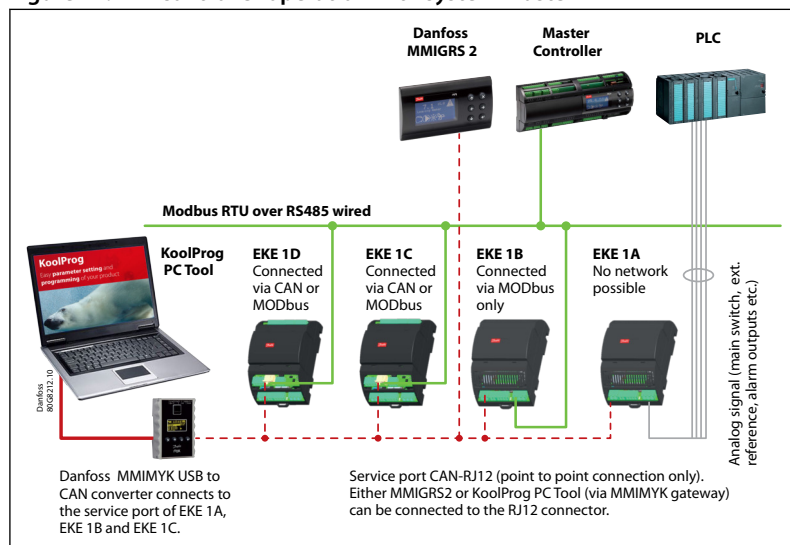 Danfoss
MMIGRS 2
Master
Controller
PLC
Modbus RTU over RS485 wired
KoolProg
Easy parameter setting and
programming of your product
KoolProg
PC Tool
EKE 1D
Connected
via CAN or
MODbus
EKE 1C
Connected
via CAN or
MODBus
EKE 1B
Connected
via MODbus
only
EKE 1A
No network
possible
Analog signal (main switch, ext.
reference, alarm outputs etc.)
Danfoss
80G8212.10
Danfoss MMIMYK USB to
CAN converter connects to
the service port of EKE 1A,
EKE 1B and EKE 1C.
Service port CAN-RJ12 (point to point connection only).
Either MMIGRS2 or KoolProg PC Tool (via MMIMYK gateway)
can be connected to the RJ12 connector.